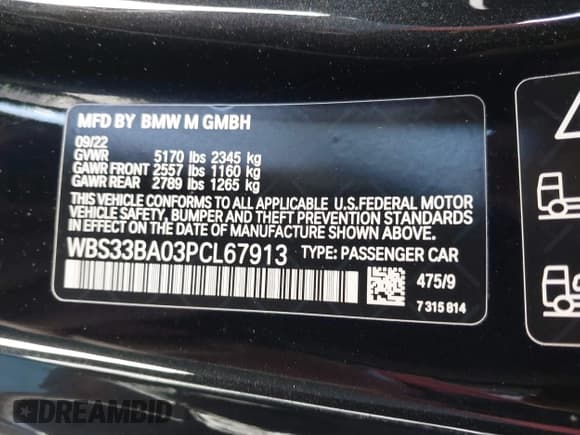 MFD BY BMW M GMBH
09/22
GVWR 5170 lbs 2345 kg
GAWR FRONT 2557 lbs 1160 kg
GAWR REAR 2789 lbs 1265 kg
THIS VEHICLE CONFORMS TO ALL APPLICABLE U.S.FEDERAL MOTOR
VEHICLE SAFETY, BUMPER AND THEFT PREVENTION STANDARDS
IN EFFECT ON THE DATE OF MANUFACTURE SHOWN ABOVE.
WBS33BA03PCL67913 TYPE: PASSENGER CAR
475/9
7 315 814
DREAMBID